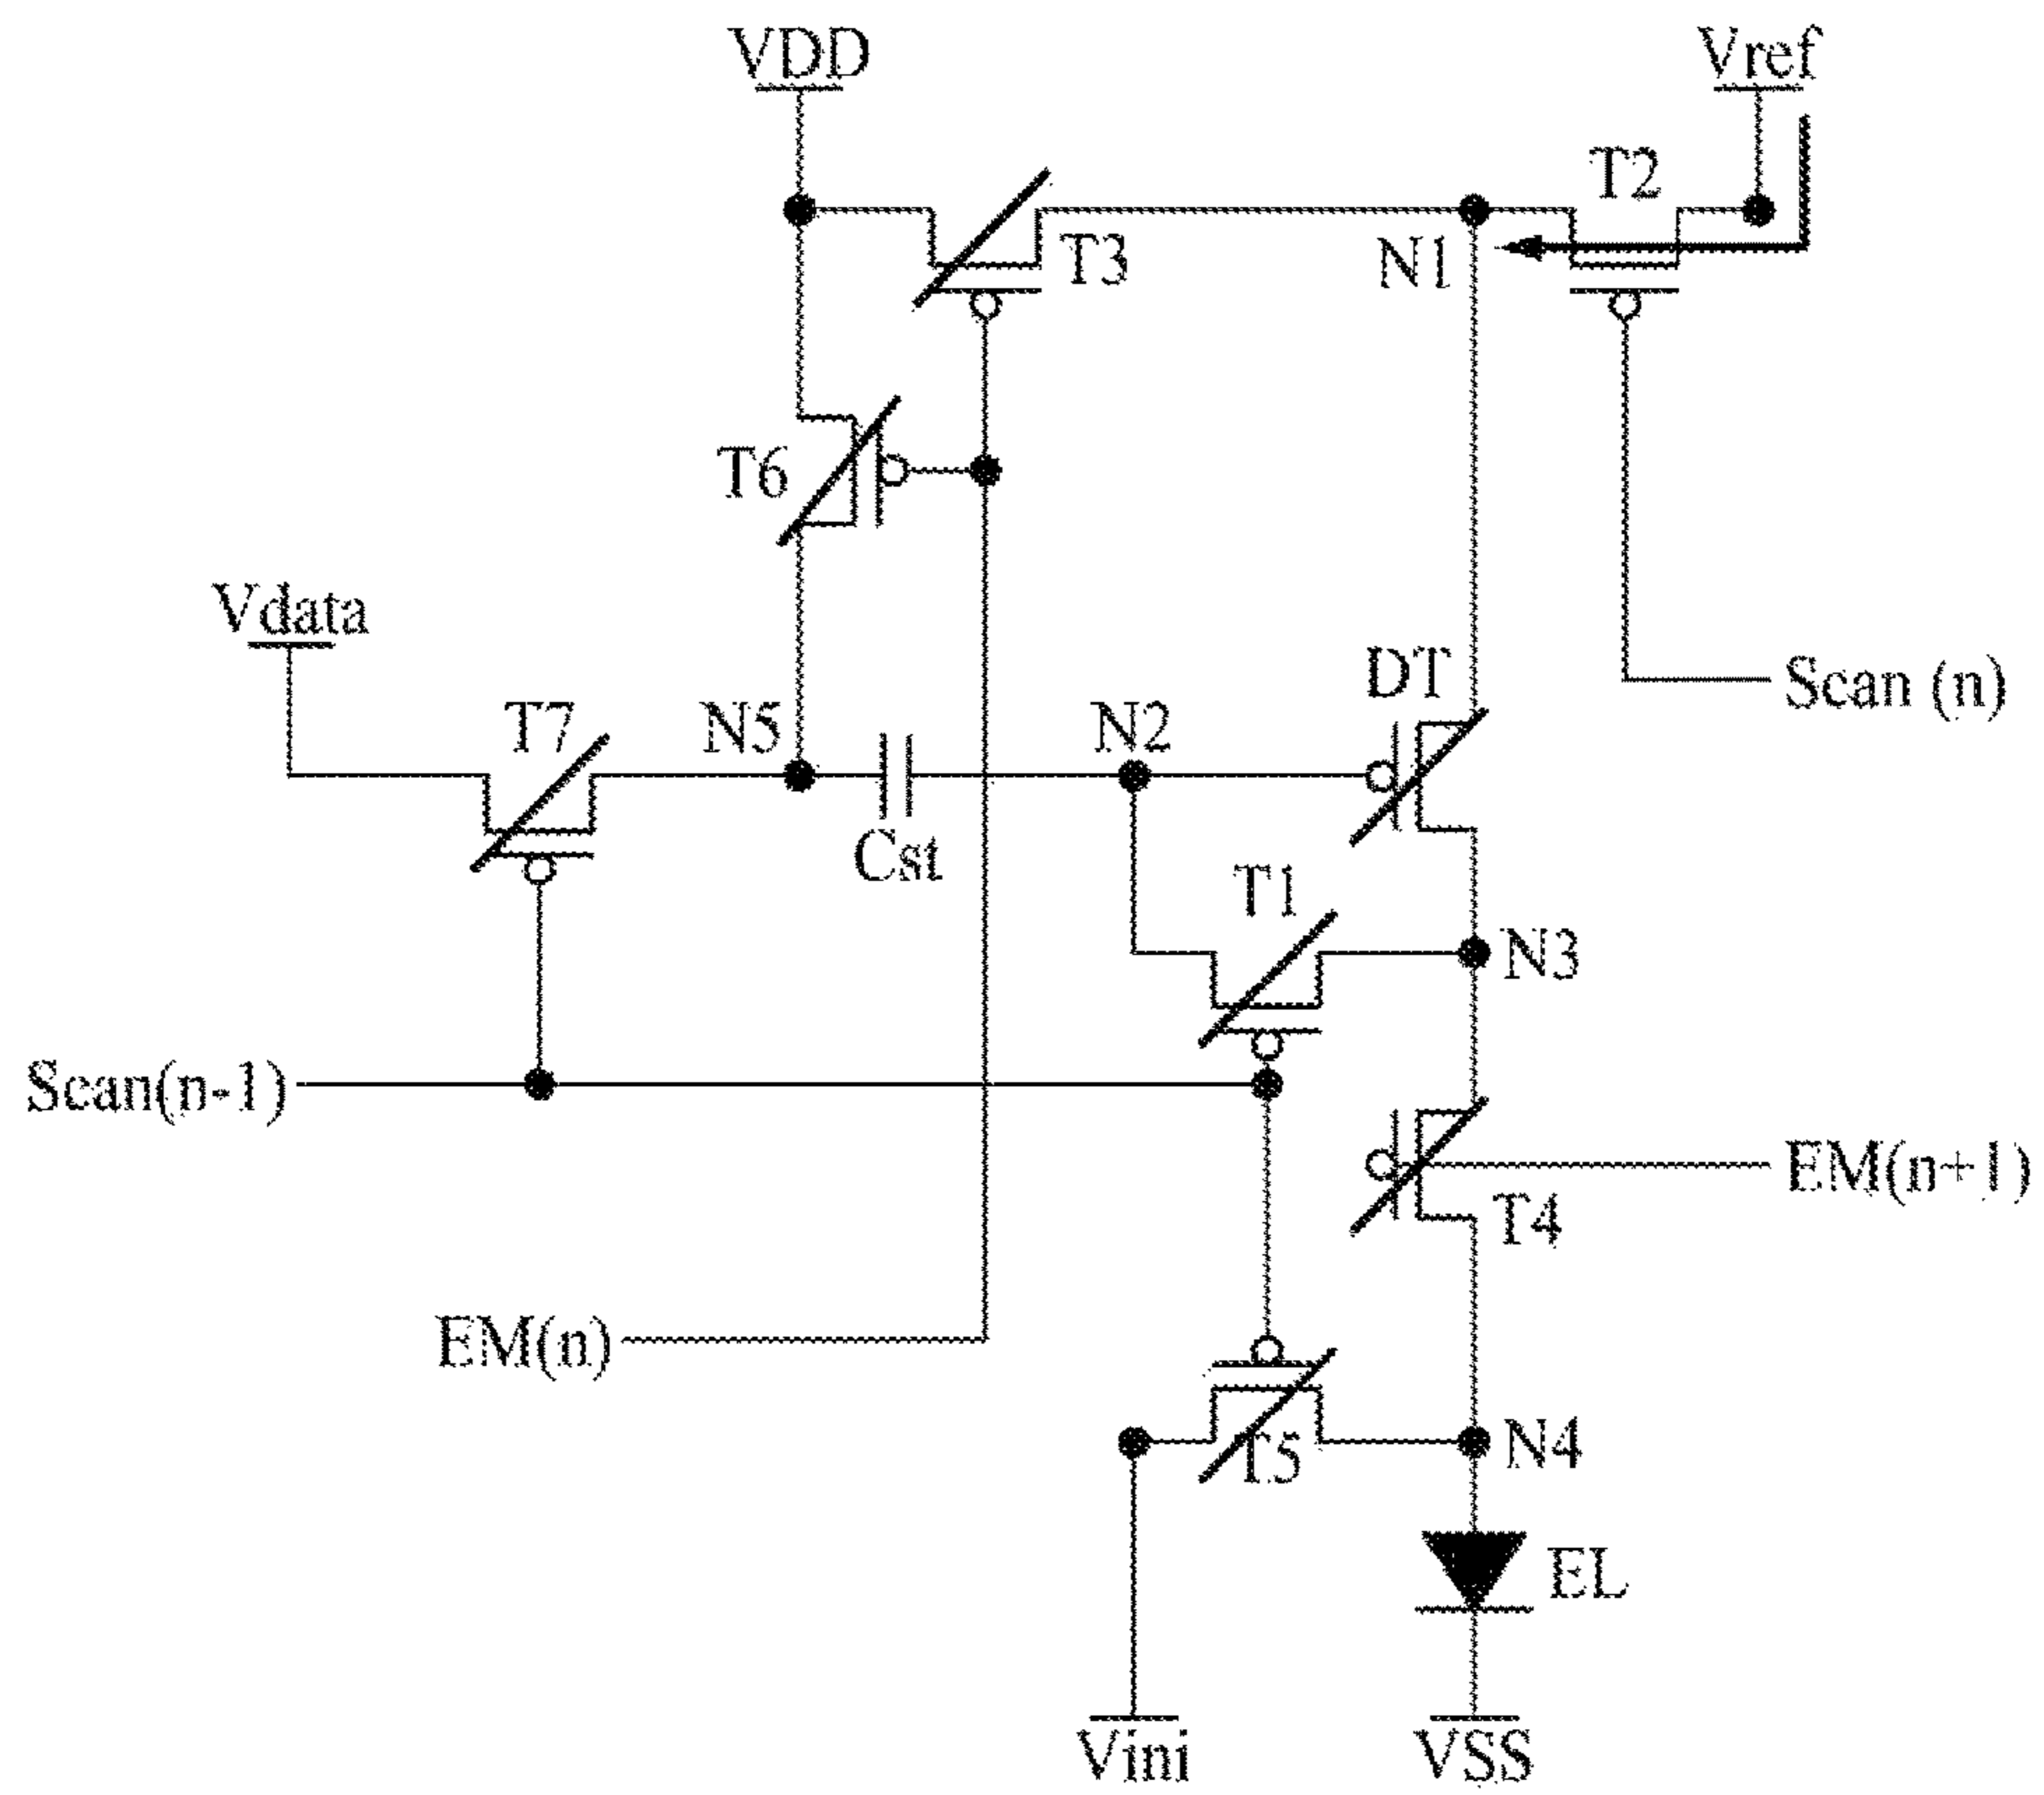 VDD
Vref
T2
T3
N1
T6
Vdata
DT
Scan (n)
T7
N5
N2
Cst
T1
N3
Scan(n-1)
EM(n+1)
T4
EM(n)
N4
T5
EL
Vini
VSS